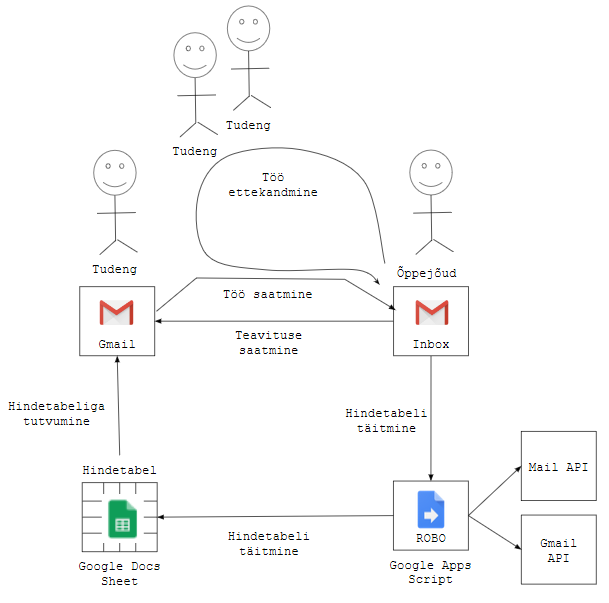 Tudeng
Tudeng
Töö
ettekandmine
Tudeng
Õppejõud
Töö saatmine
Gmail
Teavituse
saatmine
Inbox
Hindetabeliga
tutvumine
Hindetabeli
täitmine
Hindetabel
Mail API
ROBO
Hindetabeli
täitmine
Gmail
API
Google Docs
Sheet
Google Apps
Script